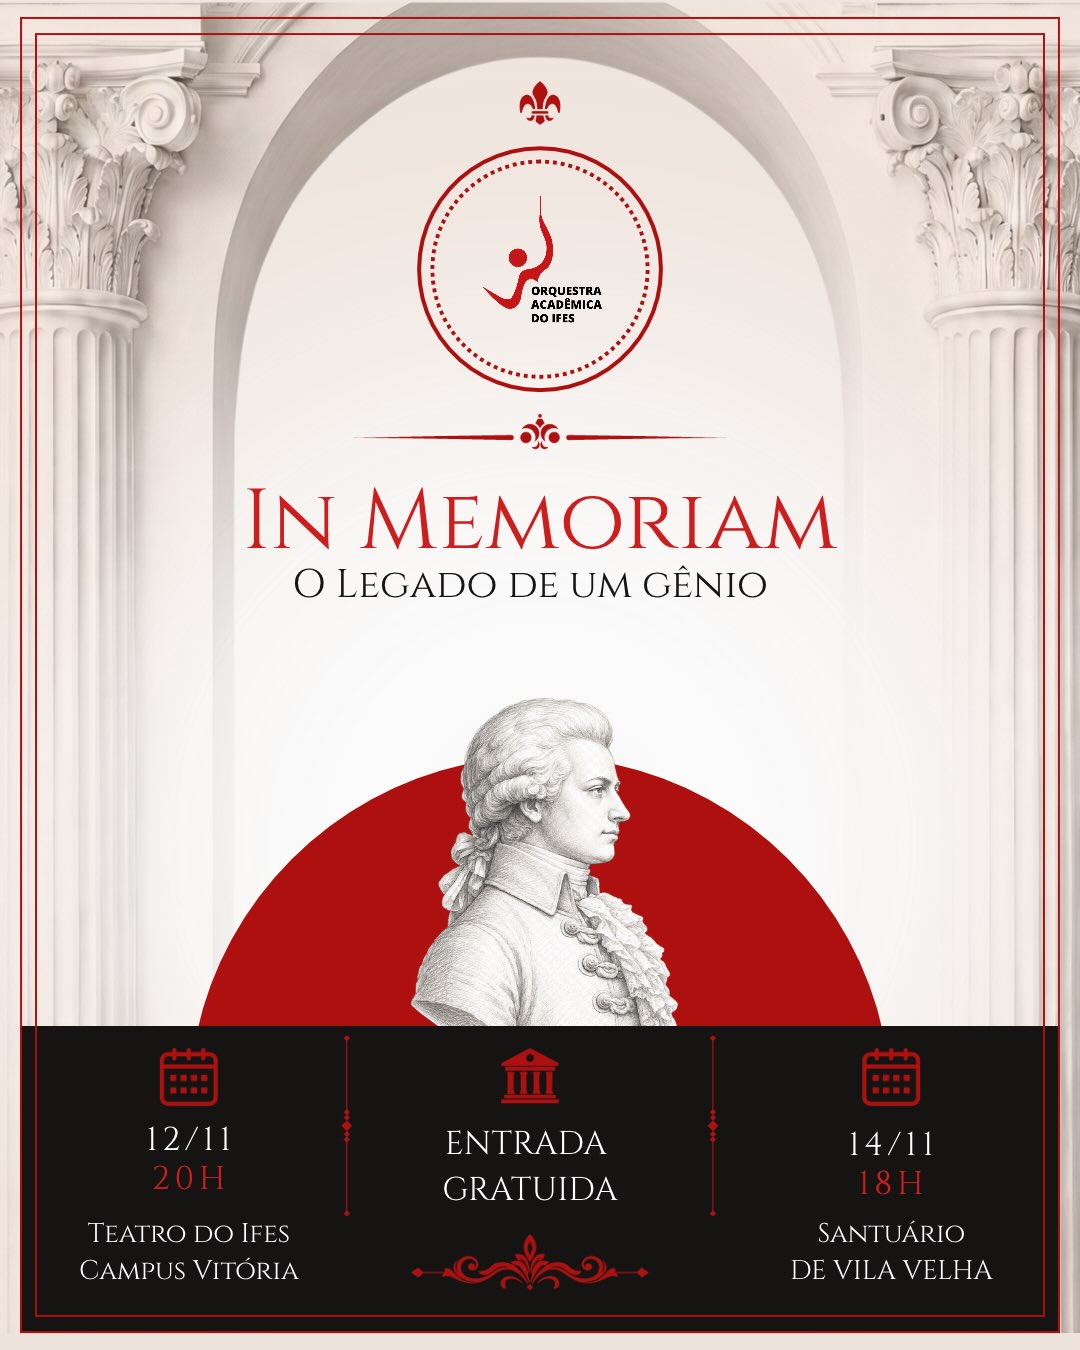 ORQUESTRA
ACADÊMICA
DO IFES
In Memoriam
O Legado de um gênio
12/11
20H
Teatro do Ifes
Campus Vitória
ENTRADA
GRATUIDA
14/11
18H
Santuário
de Vila Velha